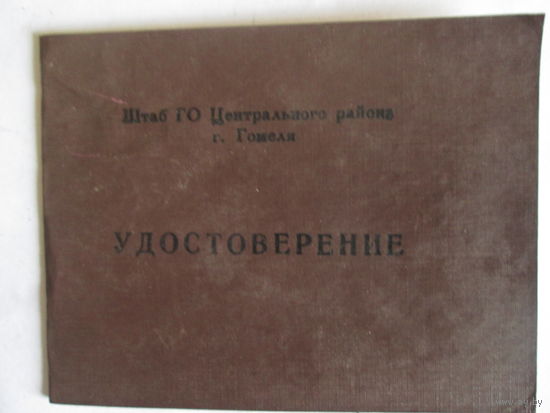 Штаб ГО Центрального района
г. Гомеля
УДОСТОВЕРЕНИЕ